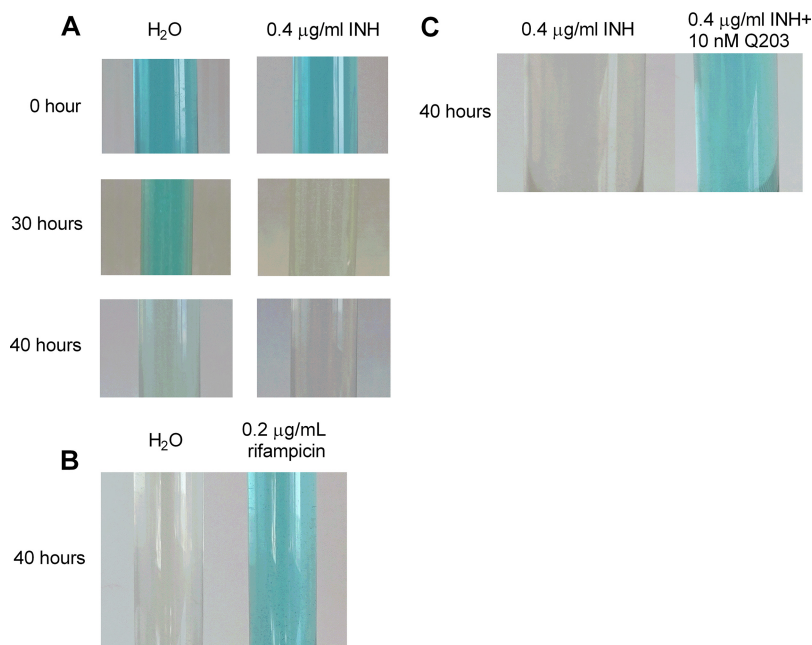 A
H₂O
0.4 μg/ml INH
0 hour
30 hours
40 hours
B
H₂O
0.2 μg/mL
rifampicin
40 hours
C
0.4 μg/ml INH
0.4 μg/ml INH+
10 nM Q203
40 hours